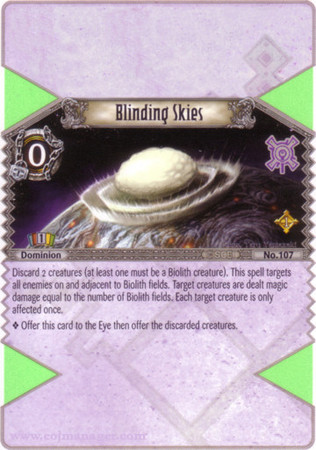 Blinding Skies
0
Dominion
No.107
Discard 2 creatures (at least one must be a Biolith creature). This spell targets
all enemies on and adjacent to Biolith fields. Target creatures are dealt
magic damage equal to the number of Biolith fields. Each target creature is only
affected once.
❖ Offer this card to the Eye then offer the discarded creatures.
www.eojmanager.com